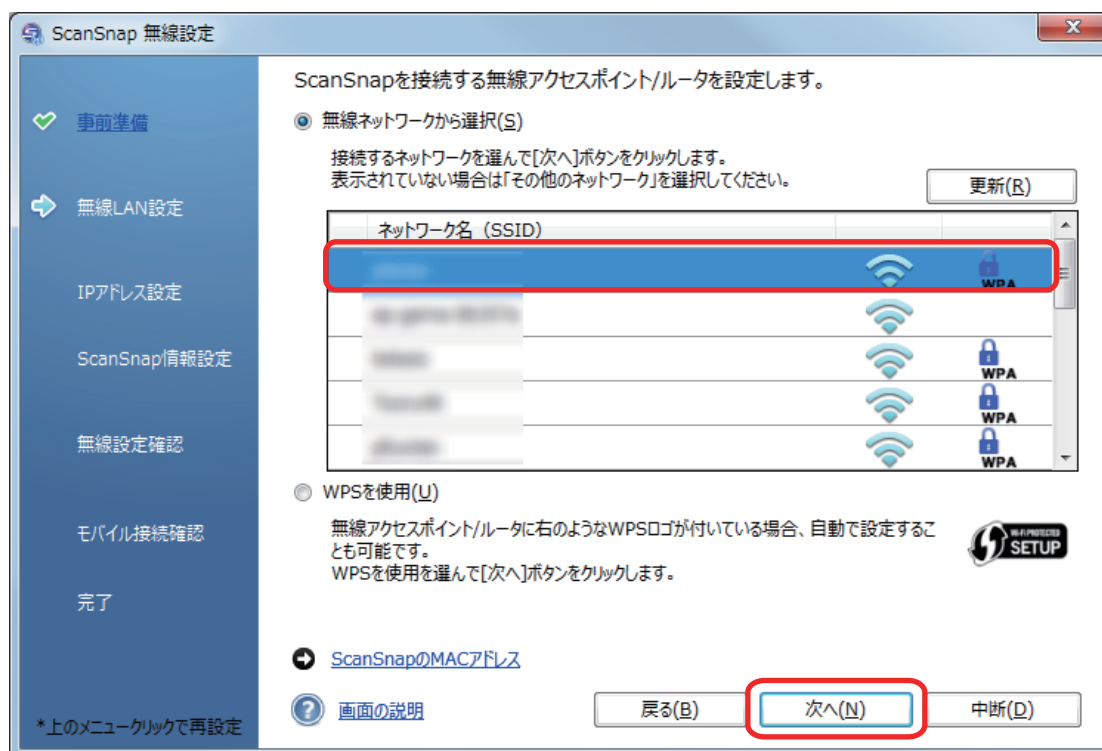 ScanSnap 無線設定
事前準備
無線LAN設定
IPアドレス設定
ScanSnap情報設定
無線設定確認
モバイル接続確認
完了
*上のメニュークリックで再設定
ScanSnapを接続する無線アクセスポイント/ルータを設定します。
無線ネットワークから選択(S)
接続するネットワークを選んで[次へ]ボタンをクリックします。
表示されていない場合は「その他のネットワーク」を選択してください。
更新(R)
ネットワーク名（SSID）
WPA
WPA
WPA
WPA
WPSを使用(U)
無線アクセスポイント/ルータに右のようなWPSロゴが付いている場合、自動で設定するこ
とも可能です。
WPSを使用を選んで[次へ]ボタンをクリックします。
WI-FI PROTECTED
SETUP
ScanSnapのMACアドレス
画面の説明
戻る(B)
次へ(N)
中断(D)